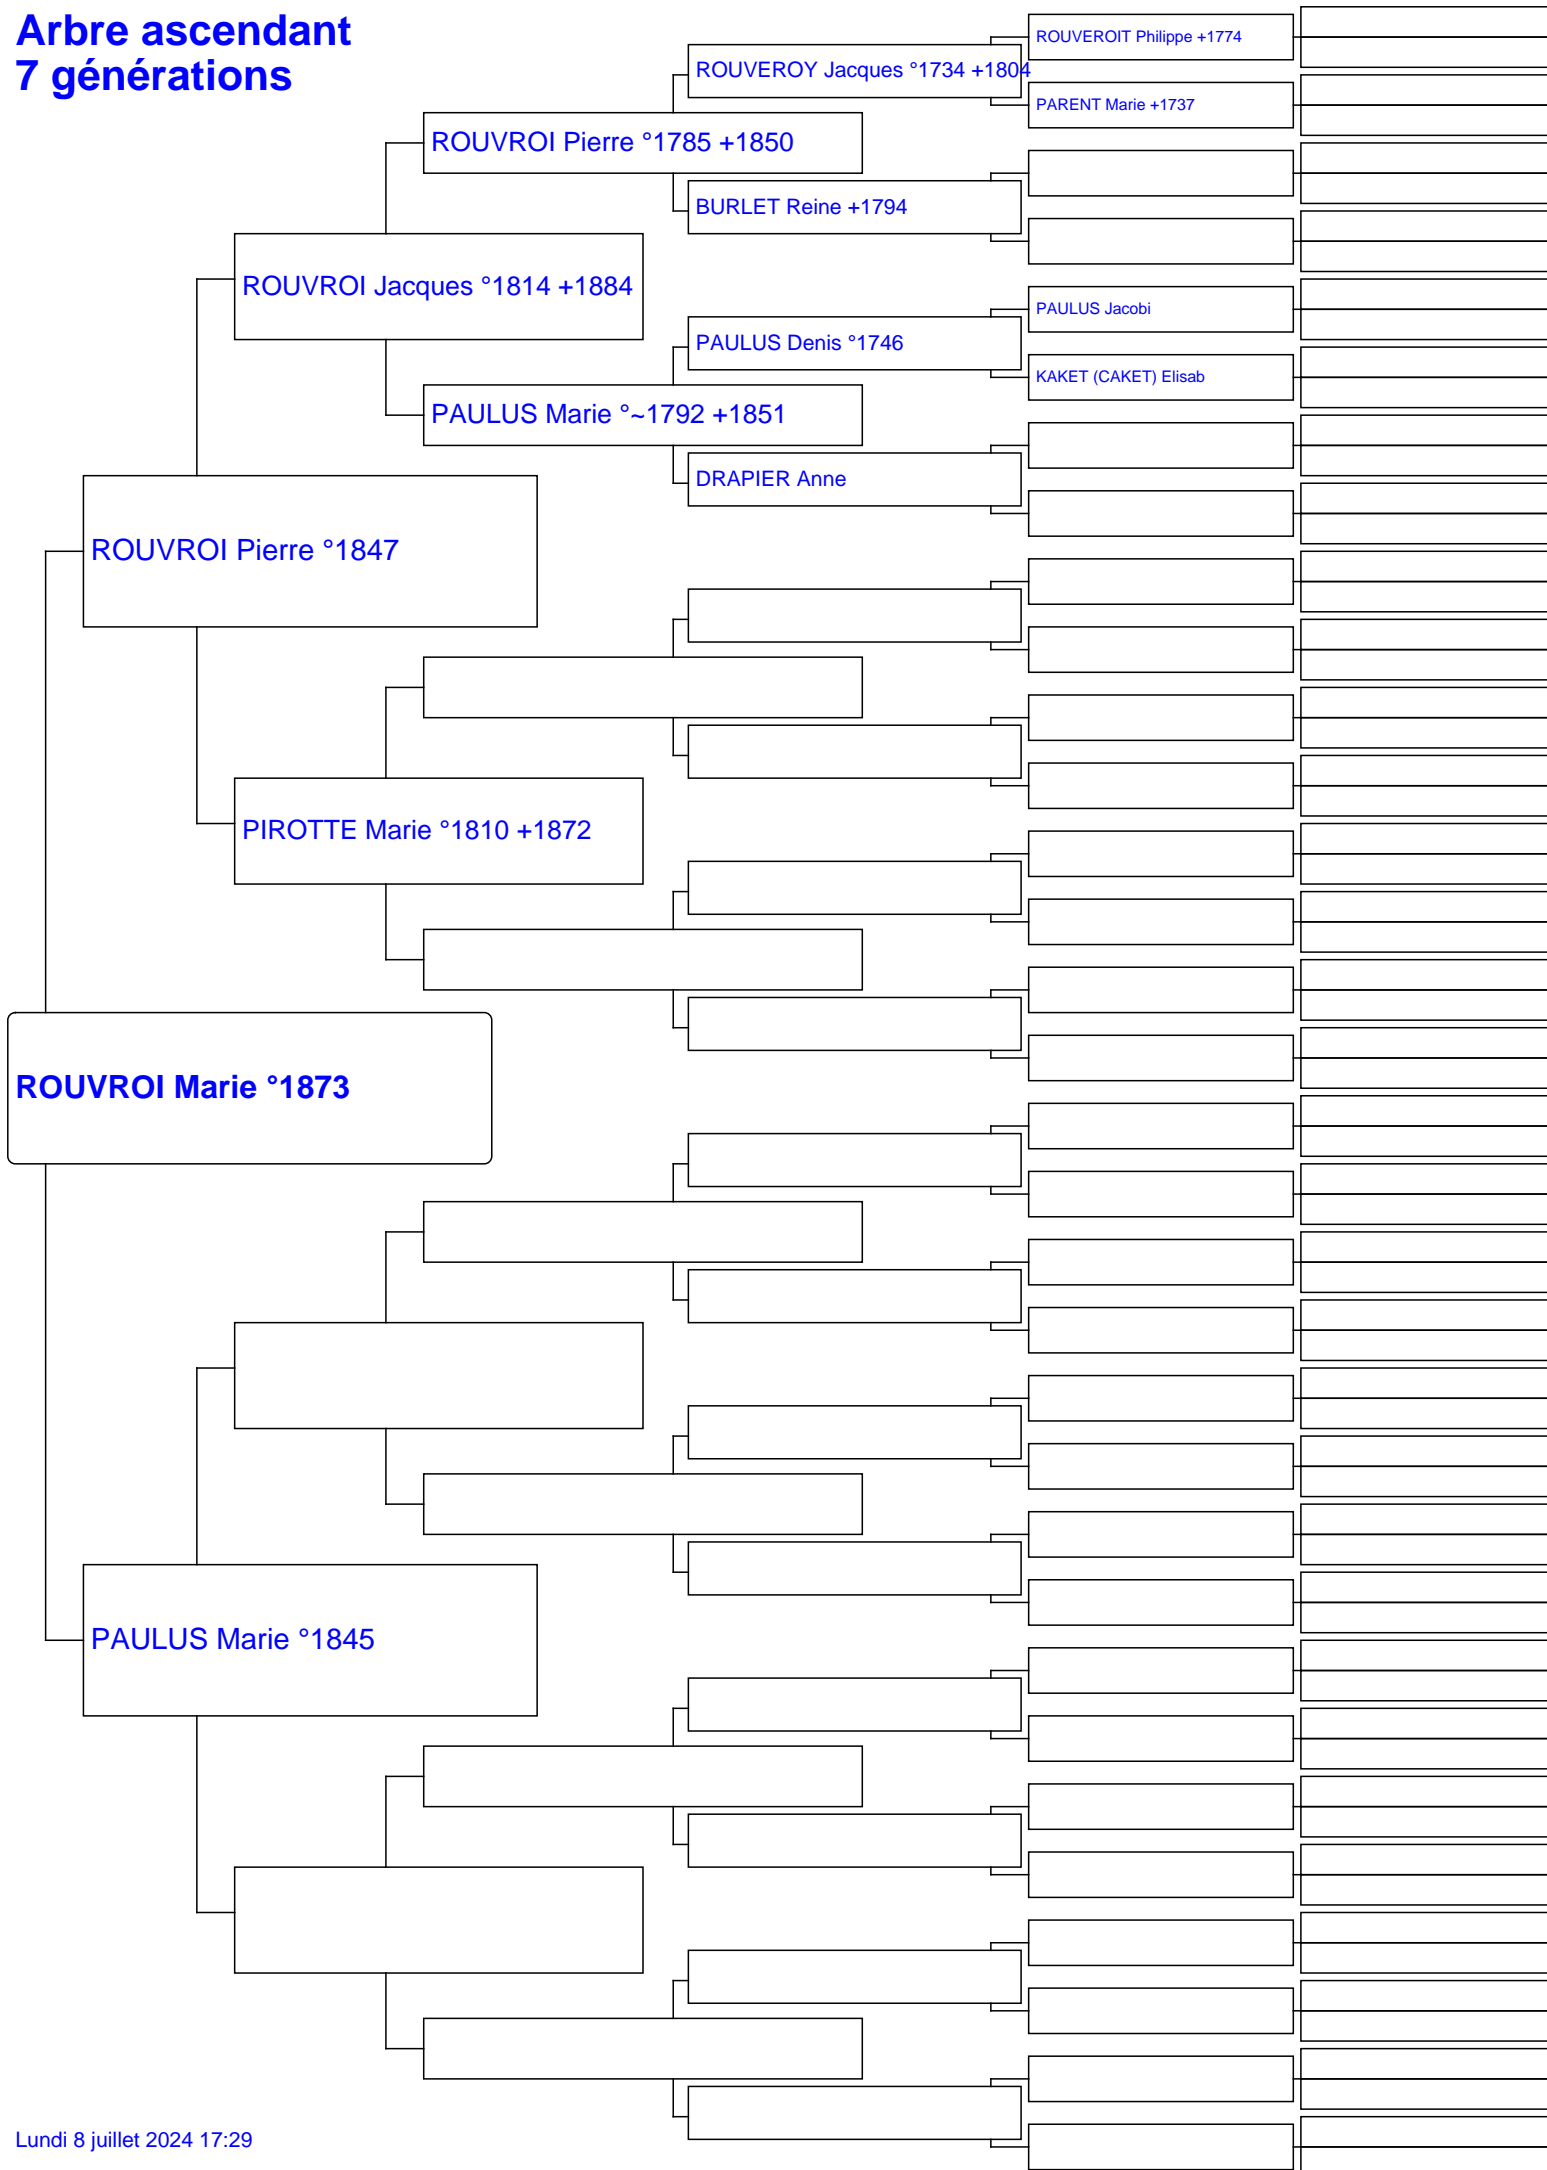 Arbre ascendant
7 générations
ROUVEROIT Philippe +1774
ROUVEROY Jacques °1734 +1804
PARENT Marie +1737
ROUVROI Pierre °1785 +1850
BURLET Reine +1794
ROUVROI Jacques °1814 +1884
PAULUS Jacobi
PAULUS Denis °1746
KAKET (CAKET) Elisab
PAULUS Marie °~1792 +1851
DRAPIER Anne
ROUVROI Pierre °1847
PIROTTE Marie °1810 +1872
ROUVROI Marie °1873
PAULUS Marie °1845
Lundi 8 juillet 2024 17:29